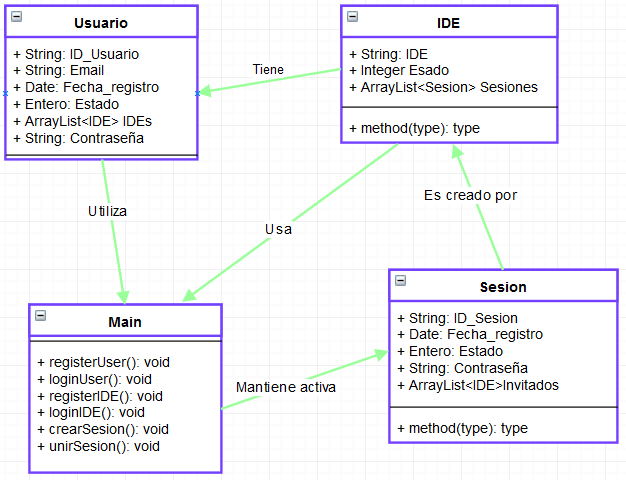 Usuario
+ String: ID_Usuario
+ String: Email
+ Date: Fecha_registro
+ Entero: Estado
+ ArrayList<IDE> IDEs
+ String: Contraseña
Tiene
IDE
+ String: IDE
+ Integer Esado
+ ArrayList<Sesion> Sesiones
+ method(type): type
Utiliza
Usa
Es creado por
Main
+ registerUser(): void
+ loginUser(): void
+ registerIDE(): void
+ loginIDE(): void
+ crearSesion(): void
+ unirSesion(): void
Mantiene activa
Sesion
+ String: ID_Sesion
+ Date: Fecha_registro
+ Entero: Estado
+ String: Contraseña
+ ArrayList<IDE>Invitados
+ method(type): type